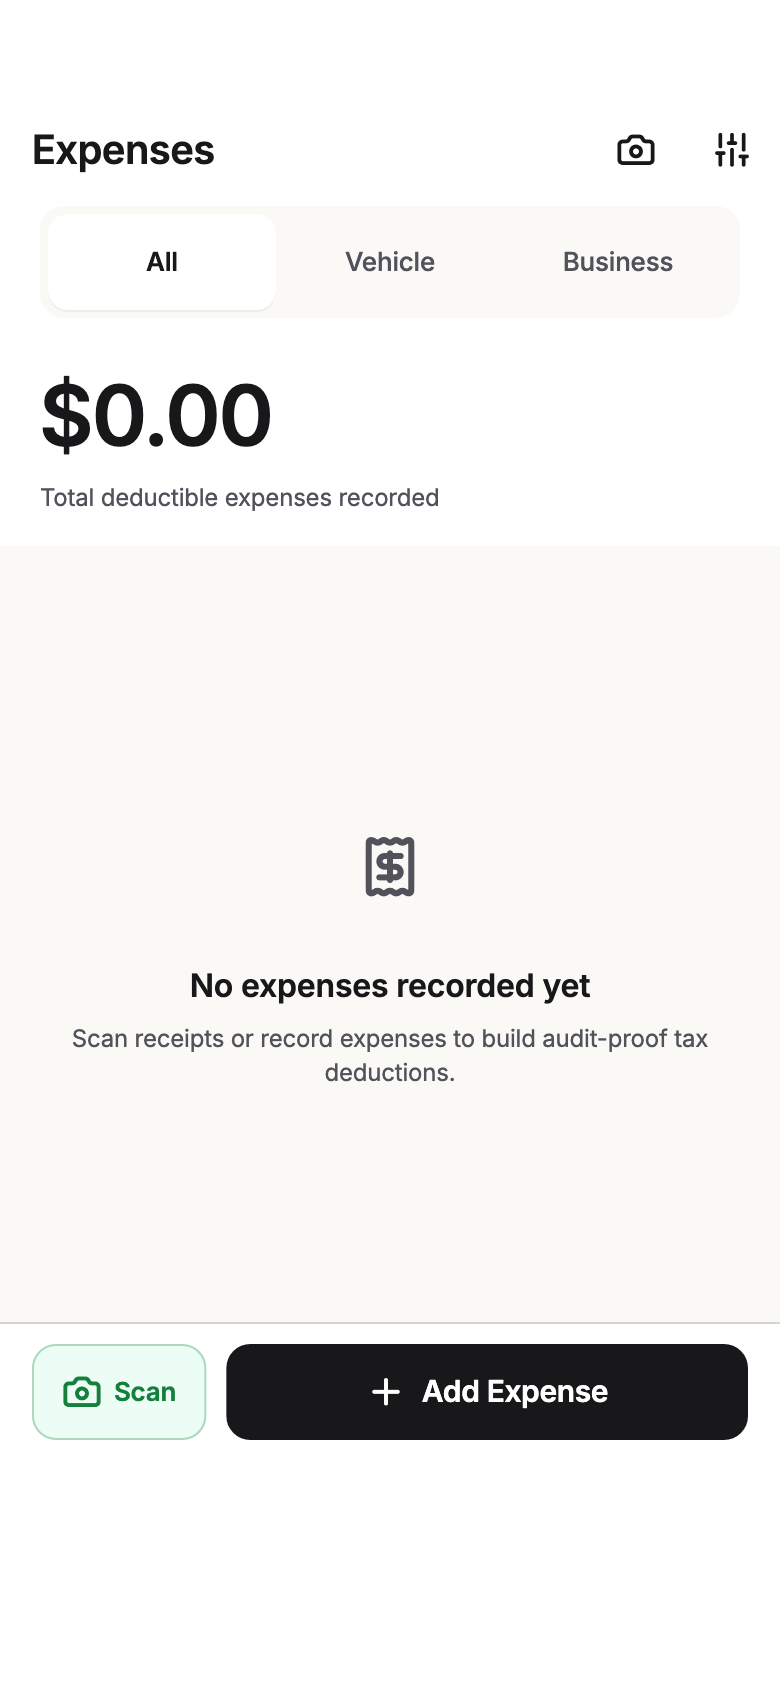 Expenses
All
Vehicle
Business
$0.00
Total deductible expenses recorded
No expenses recorded yet
Scan receipts or record expenses to build audit-proof tax
deductions.
Scan
Add Expense